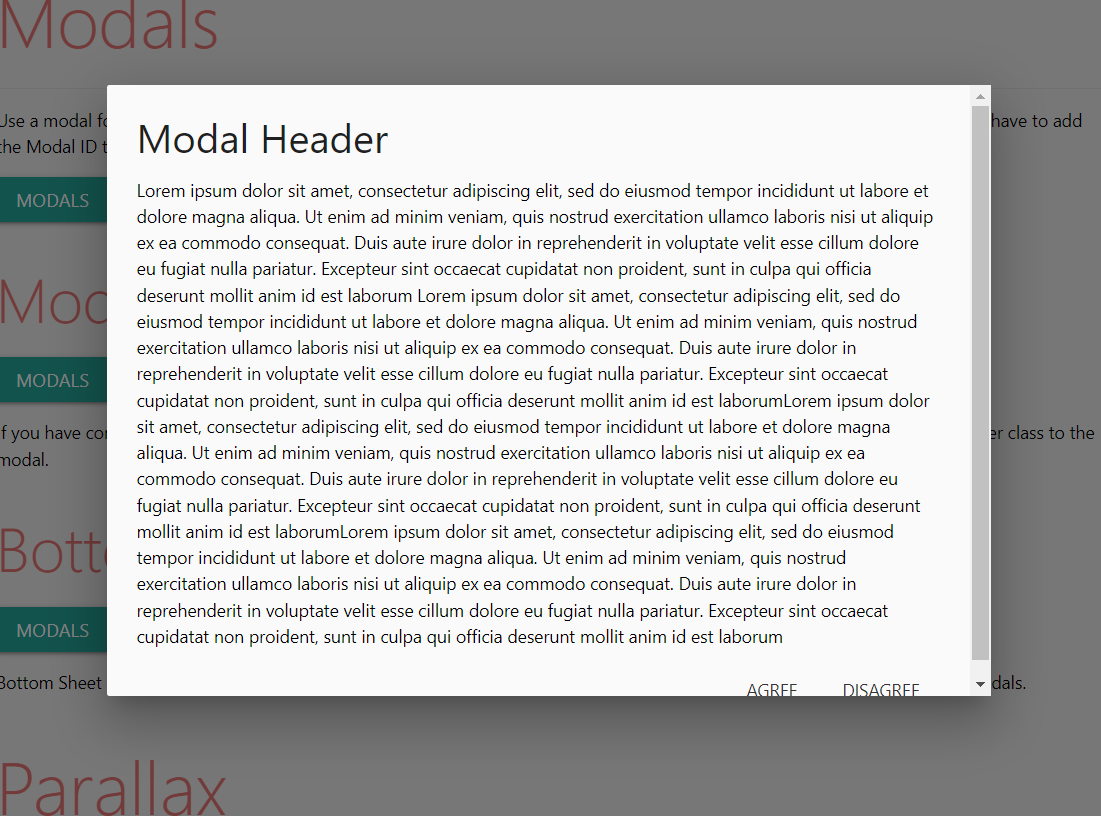 Modals
Use a modal
have to add
the Modal ID
MODALS
Modal Header
Lorem ipsum dolor sit amet, consectetur adipiscing elit, sed do eiusmod tempor incididunt ut labore et
dolore magna aliqua. Ut enim ad minim veniam, quis nostrud exercitation ullamco laboris nisi ut aliquip
ex ea commodo consequat. Duis aute irure dolor in reprehenderit in voluptate velit esse cillum dolore
eu fugiat nulla pariatur. Excepteur sint occaecat cupidatat non proident, sunt in culpa qui officia
deserunt mollit anim id est laborum Lorem ipsum dolor sit amet, consectetur adipiscing elit, sed do
eiusmod tempor incididunt ut labore et dolore magna aliqua. Ut enim ad minim veniam, quis nostrud
exercitation ullamco laboris nisi ut aliquip ex ea commodo consequat. Duis aute irure dolor in
reprehenderit in voluptate velit esse cillum dolore eu fugiat nulla pariatur. Excepteur sint occaecat
cupidatat non proident, sunt in culpa qui officia deserunt mollit anim id est laborumLorem ipsum dolor
sit amet, consectetur adipiscing elit, sed do eiusmod tempor incididunt ut labore et dolore magna
aliqua. Ut enim ad minim veniam, quis nostrud exercitation ullamco laboris nisi ut aliquip ex ea
commodo consequat. Duis aute irure dolor in reprehenderit in voluptate velit esse cillum dolore eu
fugiat nulla pariatur. Excepteur sint occaecat cupidatat non proident, sunt in culpa qui officia deserunt
mollit anim id est laborumLorem ipsum dolor sit amet, consectetur adipiscing elit, sed do eiusmod
tempor incididunt ut labore et dolore magna aliqua. Ut enim ad minim veniam, quis nostrud
exercitation ullamco laboris nisi ut aliquip ex ea commodo consequat. Duis aute irure dolor in
reprehenderit in voluptate velit esse cillum dolore eu fugiat nulla pariatur. Excepteur sint occaecat
cupidatat non proident, sunt in culpa qui officia deserunt mollit anim id est laborum
AGREE DISAGREE
MODALS
If you have
class to the
modal.
MODALS
Bottom Sheet
Parallax